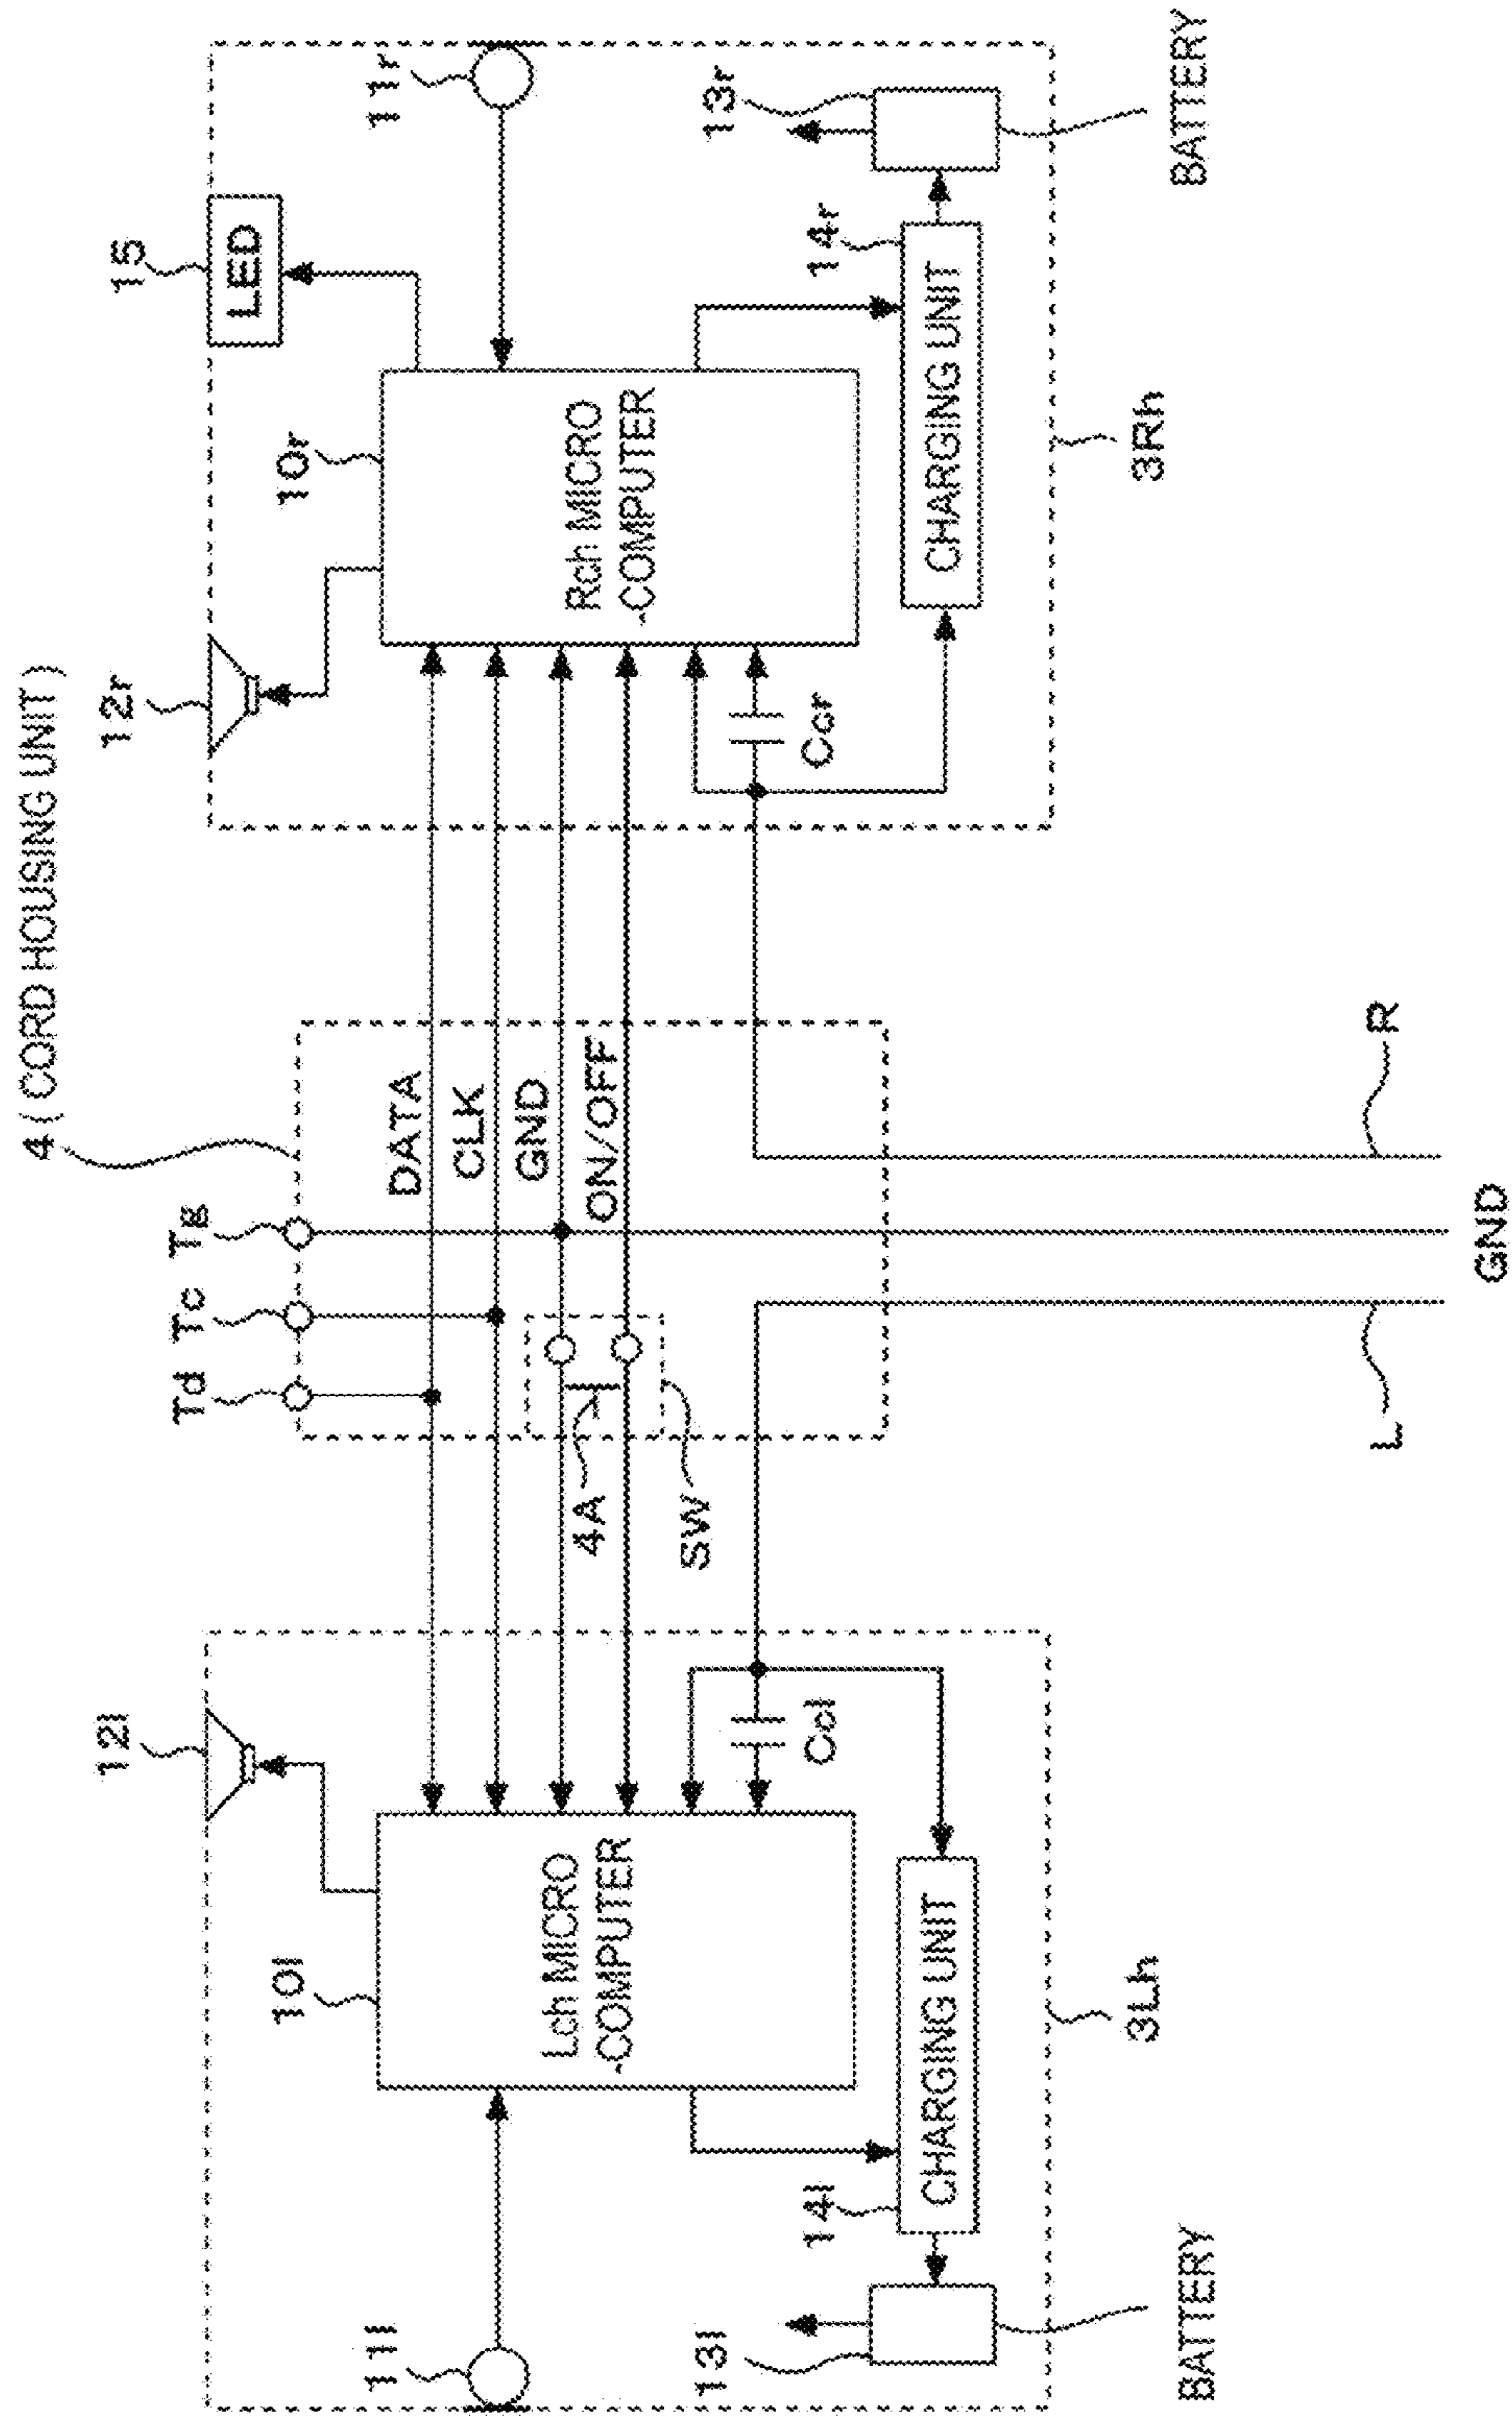 4 ( CORD HOUSING UNIT )
12l
Td
Tc
Tg
12r
15
LED
10l
10r
11l
11r
DATA
CLK
GND
ON/OFF
4A
SW
Lch MICRO
-COMPUTER
Rch MICRO
-COMPUTER
Ccl
Ccr
13l
14l
CHARGING UNIT
CHARGING UNIT
14r
13r
3Lh
3Rh
BATTERY
BATTERY
L
R
GND